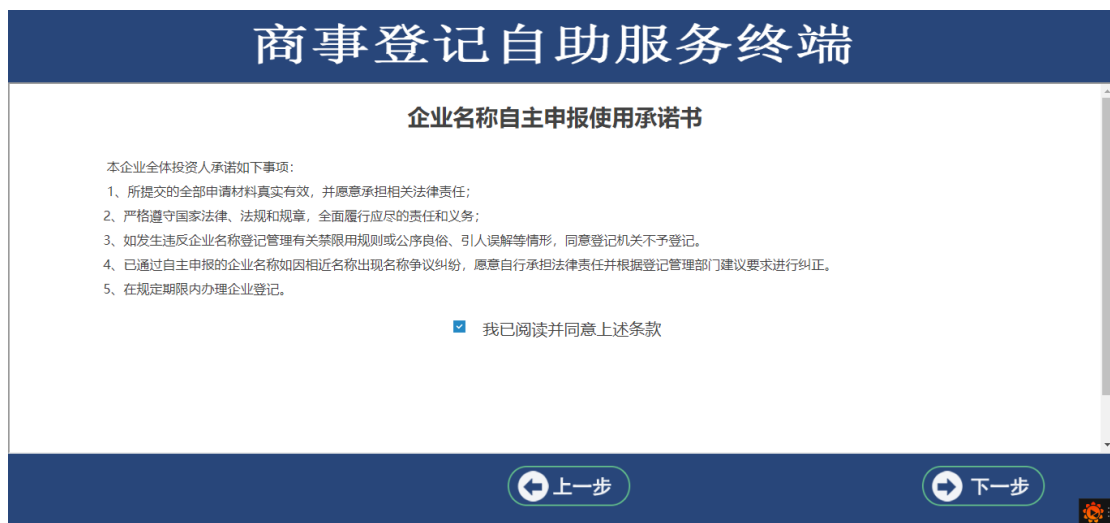 商事登记自助服务终端
企业名称自主申报使用承诺书
本企业全体投资人承诺如下事项：
1、所提交的全部申请材料真实有效，并愿意承担相关法律责任；
2、严格遵守国家法律、法规和规章，全面履行应尽的责任和义务；
3、如发生违反企业名称登记管理有关禁限用规则或公序良俗、引人误解等情形，同意登记机关不予登记。
4、已通过自主申报的企业名称如因相近名称出现名称争议纠纷，愿意自行承担法律责任并根据登记管理部门建议要求进行纠正。
5、在规定期限内办理企业登记。
我已阅读并同意上述条款
上一步
下一步